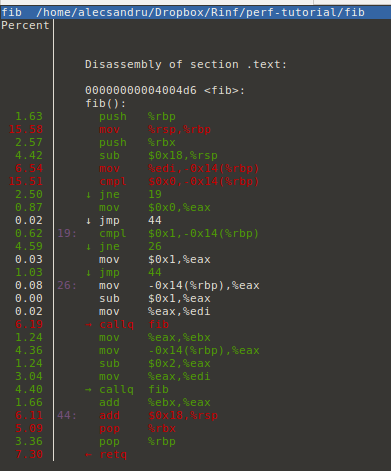 fib /home/alecsandru/Dropbox/Rinf/perf-tutorial/fib
Percent
Disassembly of section .text:
00000000004004d6 <fib>:
fib():
1.63 push %rbp
15.58 mov %rsp,%rbp
2.57 push %rbx
4.42 sub $0x18,%rsp
6.54 mov %edi,-0x14(%rbp)
15.51 cmpl $0x0,-0x14(%rbp)
2.50 ↓ jne 19
0.87 mov $0x0,%eax
0.02 ↓ jmp 44
0.62 19: cmpl $0x1,-0x14(%rbp)
4.59 ↓ jne 26
0.03 mov $0x1,%eax
1.03 ↓ jmp 44
0.08 26: mov -0x14(%rbp),%eax
0.00 sub $0x1,%eax
0.02 mov %eax,%edi
6.19 → callq fib
1.24 mov %eax,%ebx
4.36 mov -0x14(%rbp),%eax
1.24 sub $0x2,%eax
3.04 mov %eax,%edi
4.40 → callq fib
1.66 add %ebx,%eax
6.11 44: add $0x18,%rsp
5.09 pop %rbx
3.36 pop %rbp
7.30 ← retq